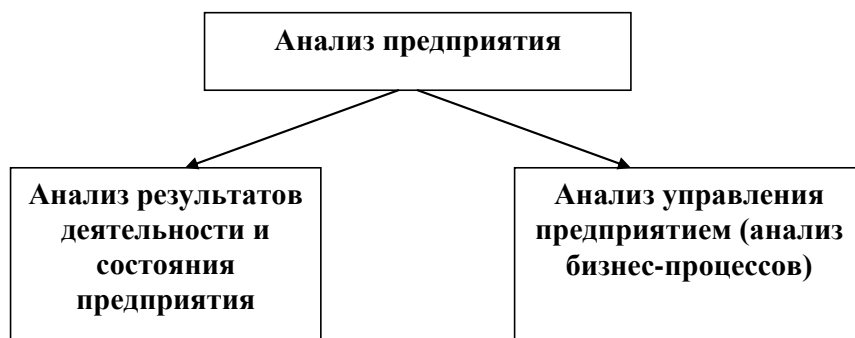 Анализ предприятия
Анализ результатов
деятельности и
состояния
предприятия
Анализ управления
предприятием (анализ
бизнес-процессов)